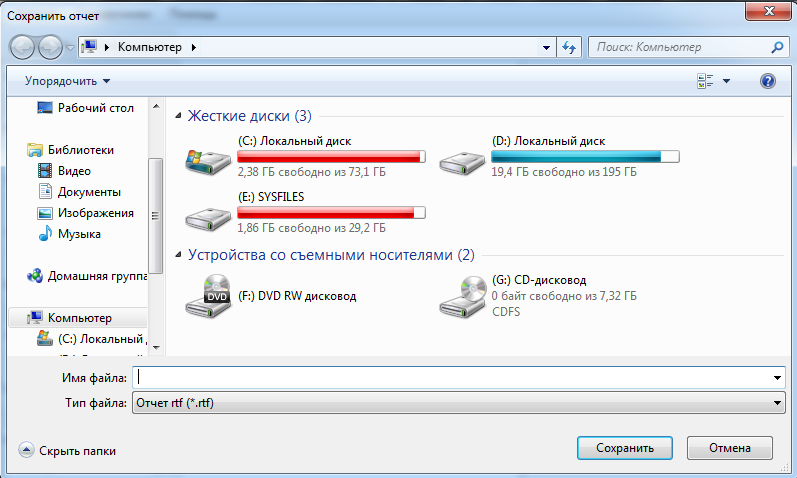 Сохранить отчет
Компьютер
Поиск: Компьютер
Упорядочить
Рабочий стол
Библиотеки
Видео
Документы
Изображения
Музыка
Домашняя группа
Компьютер
(C:) Локальный
Жесткие диски (3)
(C:) Локальный диск
2,38 ГБ свободно из 73,1 ГБ
(D:) Локальный диск
19,4 ГБ свободно из 195 ГБ
(E:) SYSFILES
1,86 ГБ свободно из 29,2 ГБ
Устройства со съемными носителями (2)
DVD
(F:) DVD RW дисковод
(G:) CD-дисковод
0 байт свободно из 7,32 ГБ
CDFS
Имя файла:
Тип файла: Отчет rtf (*.rtf)
Скрыть папки
Сохранить
Отмена